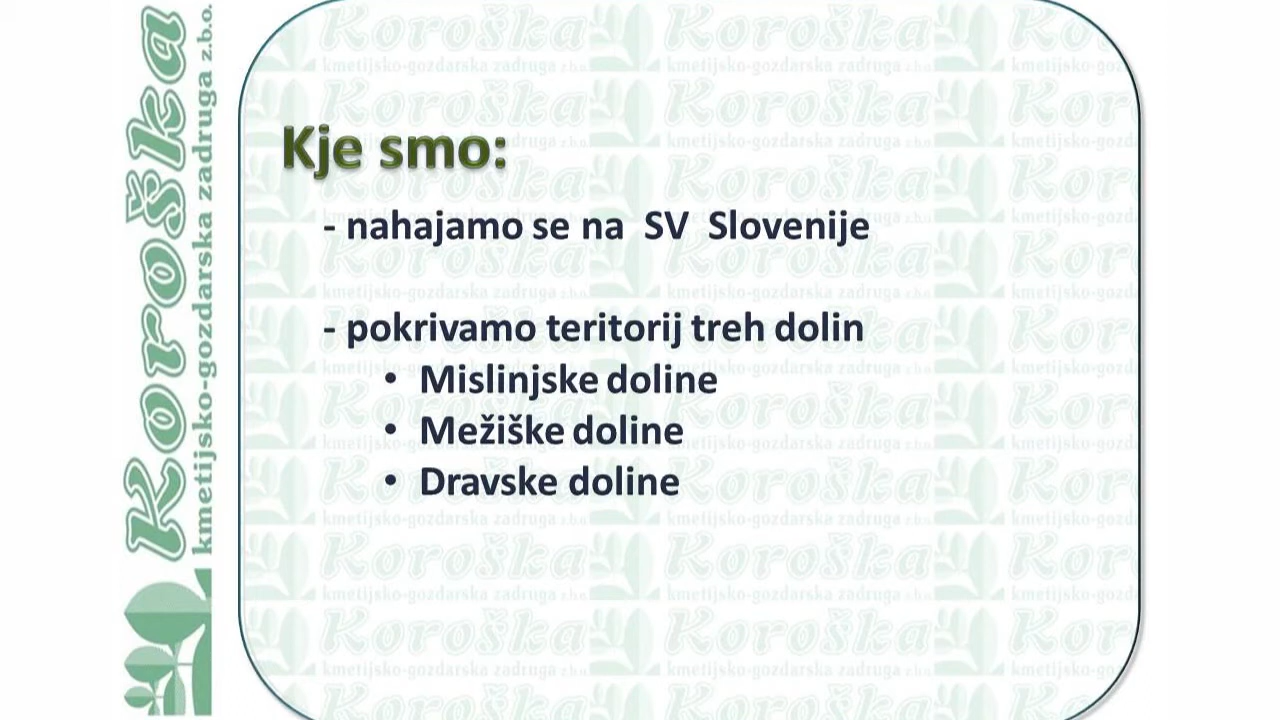 Koroška
kmetijsko-gozdarska zadruga z.b.o.
Kje smo:
- nahajamo se na SV Slovenije
- pokrivamo teritorij treh dolin
• Mislinjske doline
• Mežiške doline
• Dravske doline